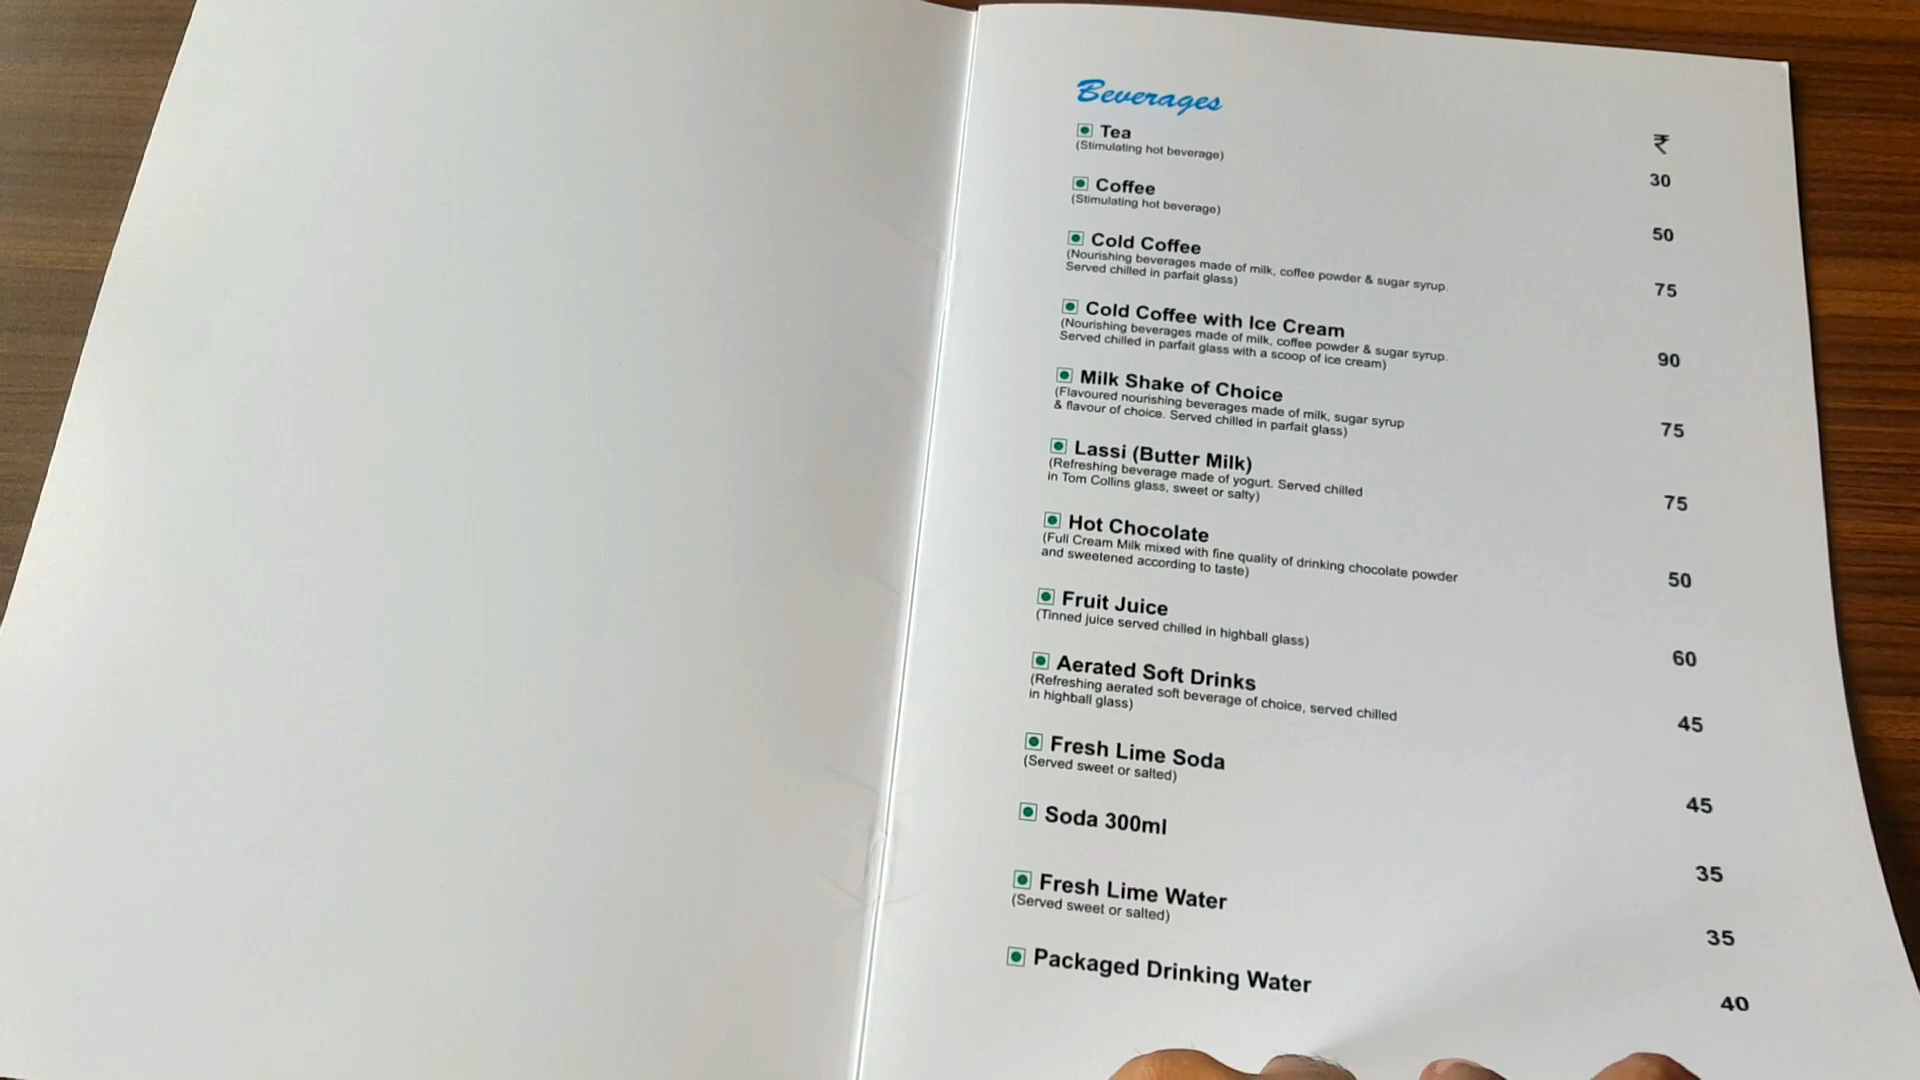 Beverages
₹
Tea 30
(Stimulating hot beverage)
Coffee 50
(Stimulating hot beverage)
Cold Coffee 75
(Nourishing beverages made of milk, coffee powder & sugar syrup.
Served chilled in parfait glass)
Cold Coffee with Ice Cream 90
(Nourishing beverages made of milk, coffee powder & sugar syrup.
Served chilled in parfait glass with a scoop of ice cream)
Milk Shake of Choice 75
(Flavoured nourishing beverages made of milk, sugar syrup
& flavour of choice. Served chilled in parfait glass)
Lassi (Butter Milk) 75
(Refreshing beverage made of yogurt. Served chilled
in Tom Collins glass, sweet or salty)
Hot Chocolate 50
(Full Cream Milk mixed with fine quality of drinking chocolate powder
and sweetened according to taste)
Fruit Juice 60
(Tinned juice served chilled in highball glass)
Aerated Soft Drinks 45
(Refreshing aerated soft beverage of choice, served chilled
in highball glass)
Fresh Lime Soda 45
(Served sweet or salted)
Soda 300ml 35
Fresh Lime Water 35
(Served sweet or salted)
Packaged Drinking Water 40